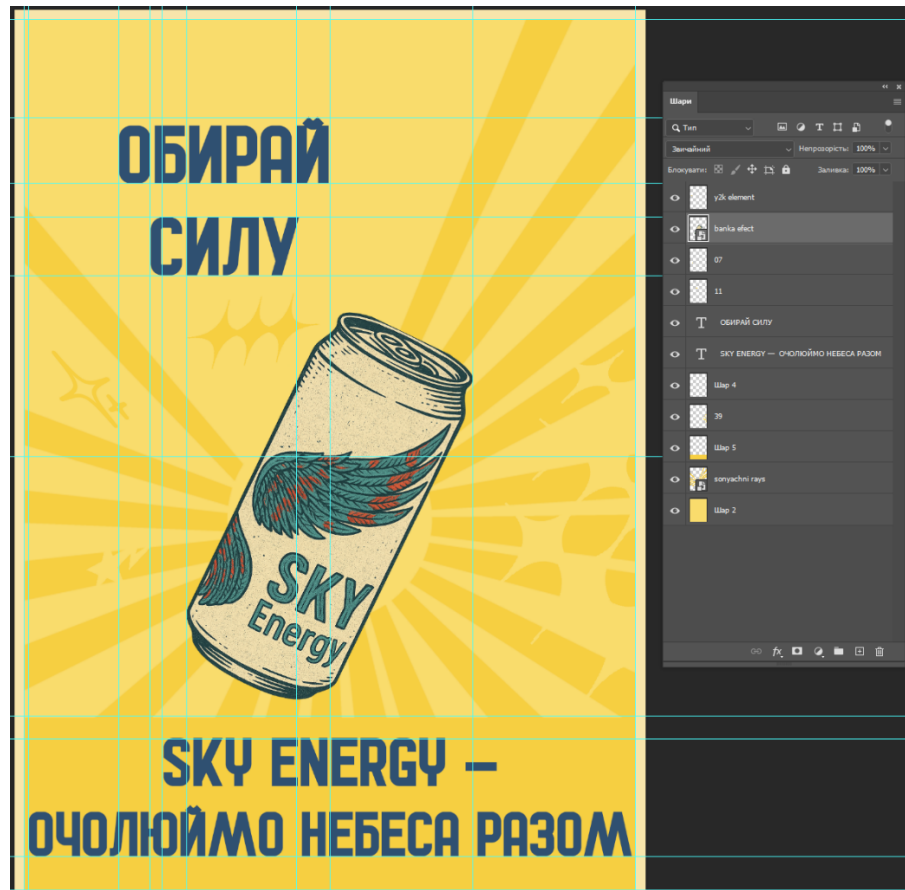 ОБИРАЙ
СИЛУ
SKY
Energy
SKY ENERGY –
ОЧОЛЮЙМО НЕБЕСА РАЗОМ
Шари
Тип
Звичайний
Непрозорість: 100%
Блокувати:
Заливка: 100%
y2k element
banka efect
07
11
ОБИРАЙ СИЛУ
SKY ENERGY — ОЧОЛЮЙМО НЕБЕСА РАЗОМ
Шар 4
39
Шар 5
sonyachni rays
Шар 2
fx